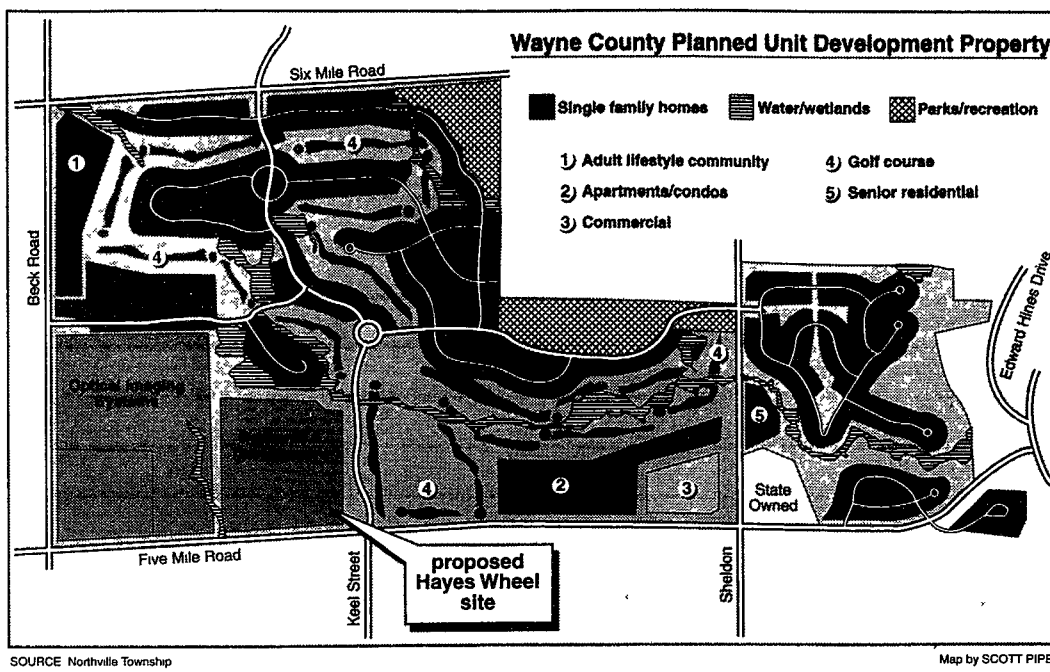 Wayne County Planned Unit Development Property
Six Mile Road
Single family homes
Water/wetlands
Parks/recreation
1) Adult lifestyle community
4) Golf course
2) Apartments/condos
5) Senior residential
3) Commercial
1
4
4
Beck Road
Edward Hines Drive
Optical Imaging
Systems
4
5
2
4
3
State
Owned
Five Mile Road
Keel Street
proposed
Hayes Wheel
site
Sheldon
SOURCE Northville Township
Map by SCOTT PIPE